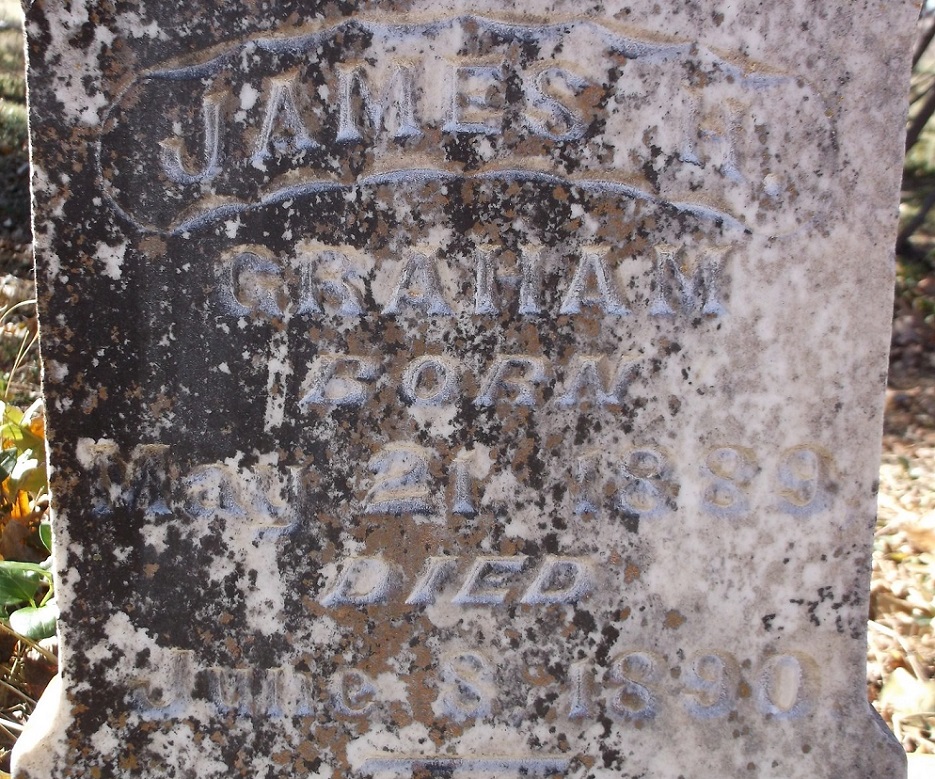 JAMES H.
GRAHAM
BORN
May 21, 1889
DIED
June 8, 1890